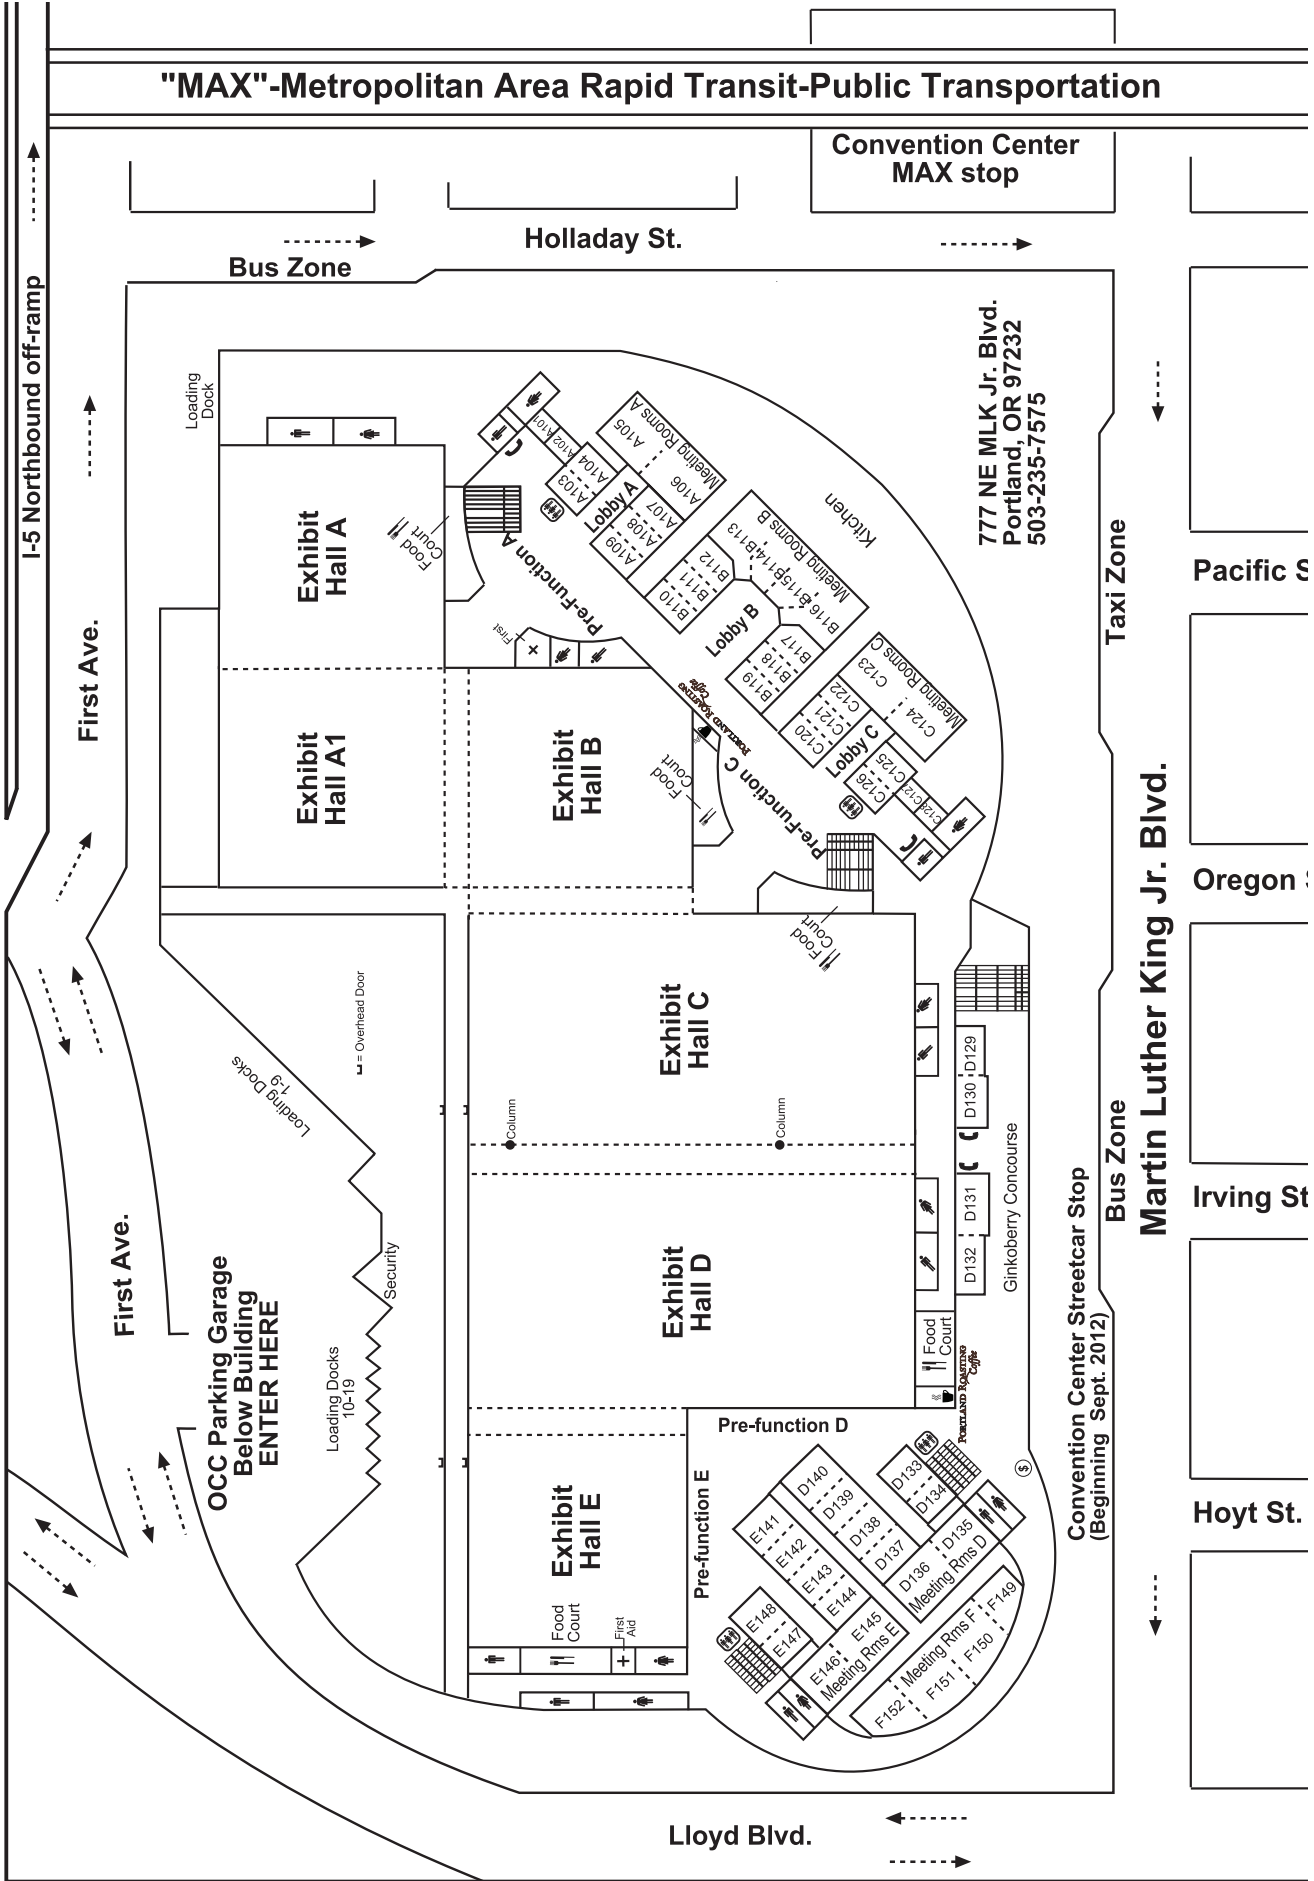 "MAX"-Metropolitan Area Rapid Transit-Public Transportation
Convention Center
MAX stop
Holladay St.
Bus Zone
I-5 Northbound off-ramp
First Ave.
Loading
Dock
777 NE MLK Jr. Blvd.
Portland, OR 97232
503-235-7575
Exhibit
Hall A
Food
Court
A101
A102
A103
A104
Lobby A
A105
A106
Meeting Rooms A
A107
A108
A109
Pre-Function A
Kitchen
B110
B111
B112
B113
B114
B115
B116
Meeting Rooms B
Lobby B
B117
B118
B119
First
PORTLAND ROASTING
Coffee
C120
C121
C122
C123
C124
Meeting Rooms C
Lobby C
C125
C126
C12
C128
Pre-Function C
Exhibit
Hall A1
Exhibit
Hall B
Food
Court
Food
Court
Taxi Zone
Pacific S
Oregon S
Martin Luther King Jr. Blvd.
Bus Zone
Irving St
Hoyt St.
Convention Center Streetcar Stop
(Beginning Sept. 2012)
Loading Docks
1-9
= Overhead Door
Exhibit
Hall C
Column
Column
D129
D130
D131
D132
Ginkoberry Concourse
Exhibit
Hall D
Food
Court
PORTLAND ROASTING
Coffee
First Ave.
OCC Parking Garage
Below Building
ENTER HERE
Security
Loading Docks
10-19
Pre-function D
Pre-function E
Exhibit
Hall E
Food
Court
First
Aid
D133
D134
D135
D136
Meeting Rms D
D137
D138
D139
D140
E141
E142
E143
E144
E145
E146
Meeting Rms E
E147
E148
F149
F150
F151
F152
Meeting Rms F
$
Lloyd Blvd.